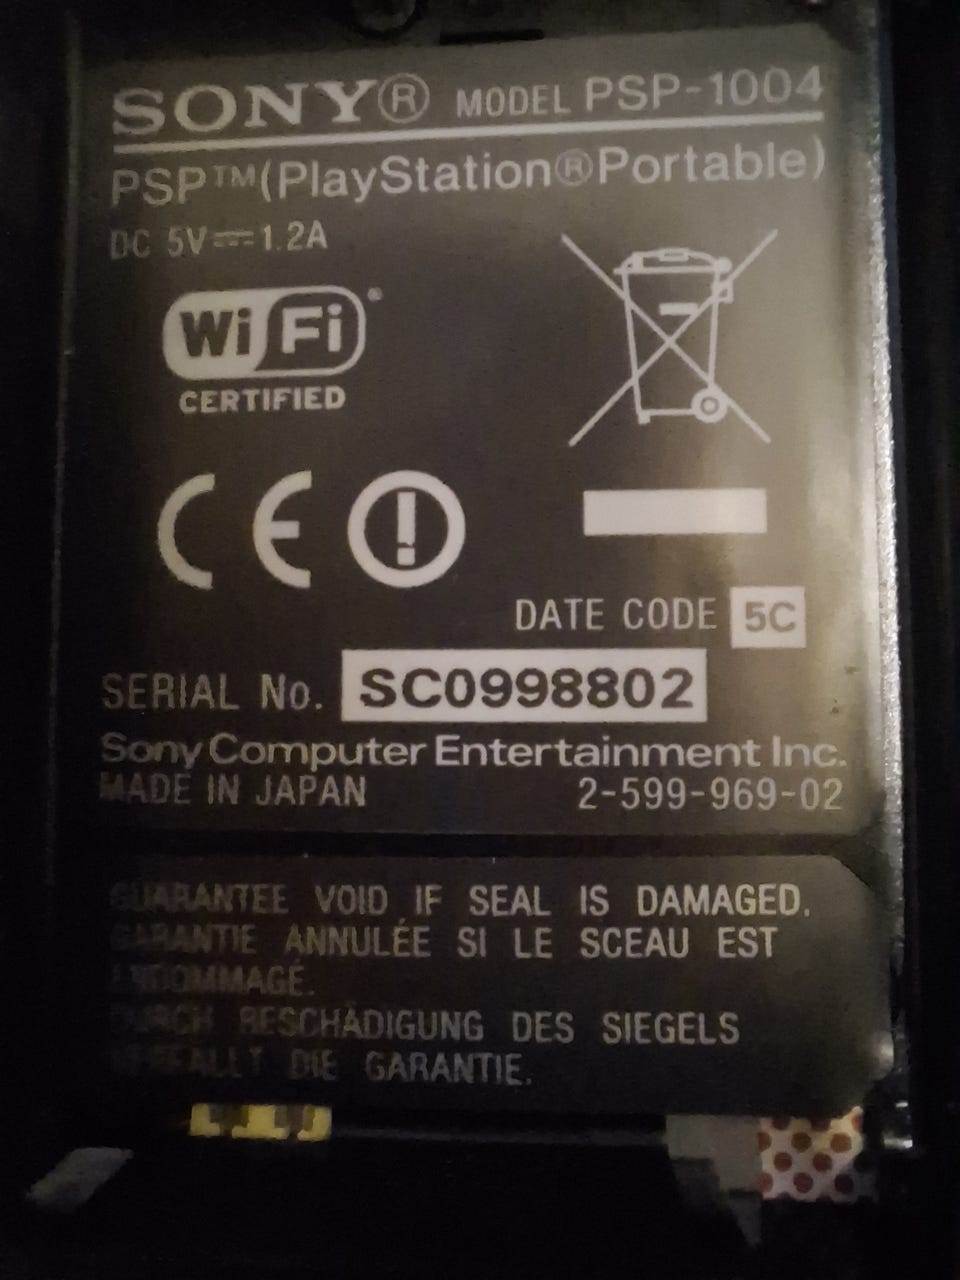 SONY® MODEL PSP-1004
PSP™(PlayStation®Portable)
DC 5V⎓1.2A
Wi Fi®
CERTIFIED
CE
DATE CODE 5C
SERIAL No. SC0998802
Sony Computer Entertainment Inc.
MADE IN JAPAN 2-599-969-02
GUARANTEE VOID IF SEAL IS DAMAGED.
GARANTIE ANNULÉE SI LE SCEAU EST
ENDOMMAGÉ.
DURCH BESCHÄDIGUNG DES SIEGELS
VERFÄLLT DIE GARANTIE.